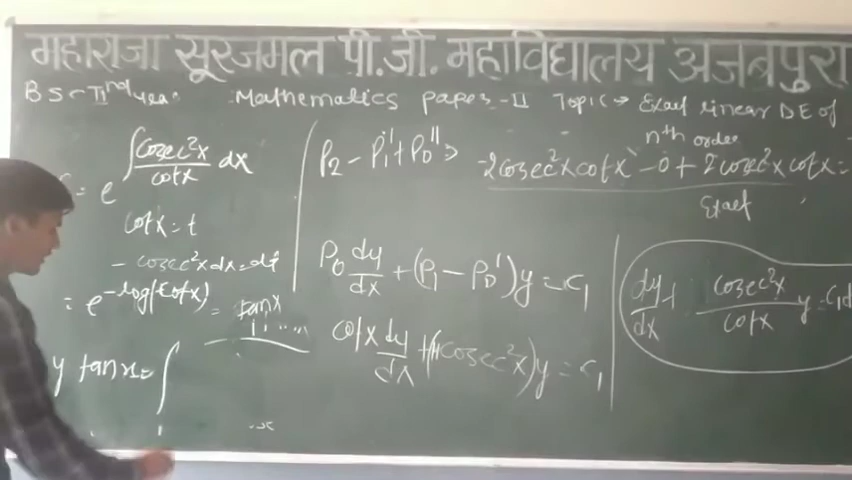 महाराजा सूरजमल पी.जी. महाविद्यालय अजबपुरा
BSc IInd year Mathematics paper-II Topic → Exact linear DE of nth order
= e^∫ cosec²x/cotx dx
cotx = t
- cosec²x dx = dt
= e^-log(cotx) = tanx
y tanx = ∫
P₂ - P₁' + P₀'' ⇒ -2cosec²x cotx - 0 + 2cosec²x cotx =
Exact
P₀ dy/dx + (P₁ - P₀')y = c₁
cotx dy/dx + (cosec²x)y = c₁
dy/dx + cosec²x/cotx y = c₁